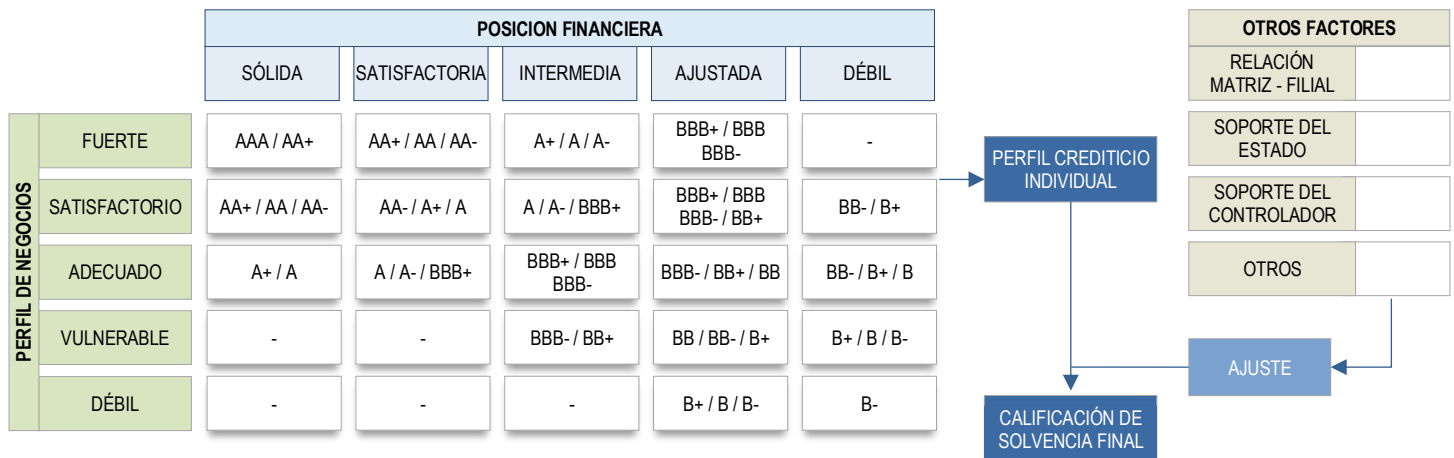 POSICION FINANCIERA
SÓLIDA
SATISFACTORIA
INTERMEDIA
AJUSTADA
DÉBIL
PERFIL DE NEGOCIOS
FUERTE
AAA / AA+
AA+ / AA / AA-
A+ / A / A-
BBB+ / BBB
BBB-
-
SATISFACTORIO
AA+ / AA / AA-
AA- / A+ / A
A / A- / BBB+
BBB+ / BBB
BBB- / BB+
BB- / B+
ADECUADO
A+ / A
A / A- / BBB+
BBB+ / BBB
BBB-
BBB- / BB+ / BB
BB- / B+ / B
VULNERABLE
-
-
BBB- / BB+
BB / BB- / B+
B+ / B / B-
DÉBIL
-
-
-
B+ / B / B-
B-
PERFIL CREDITICIO
INDIVIDUAL
CALIFICACIÓN DE
SOLVENCIA FINAL
OTROS FACTORES
RELACIÓN
MATRIZ - FILIAL
SOPORTE DEL
ESTADO
SOPORTE DEL
CONTROLADOR
OTROS
AJUSTE